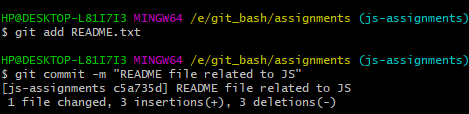 HP@DESKTOP-L81I7I3 MINGW64 /e/git_bash/assignments (js-assignments)
$ git add README.txt
HP@DESKTOP-L81I7I3 MINGW64 /e/git_bash/assignments (js-assignments)
$ git commit -m "README file related to JS"
[js-assignments c5a735d] README file related to JS
1 file changed, 3 insertions(+), 3 deletions(-)